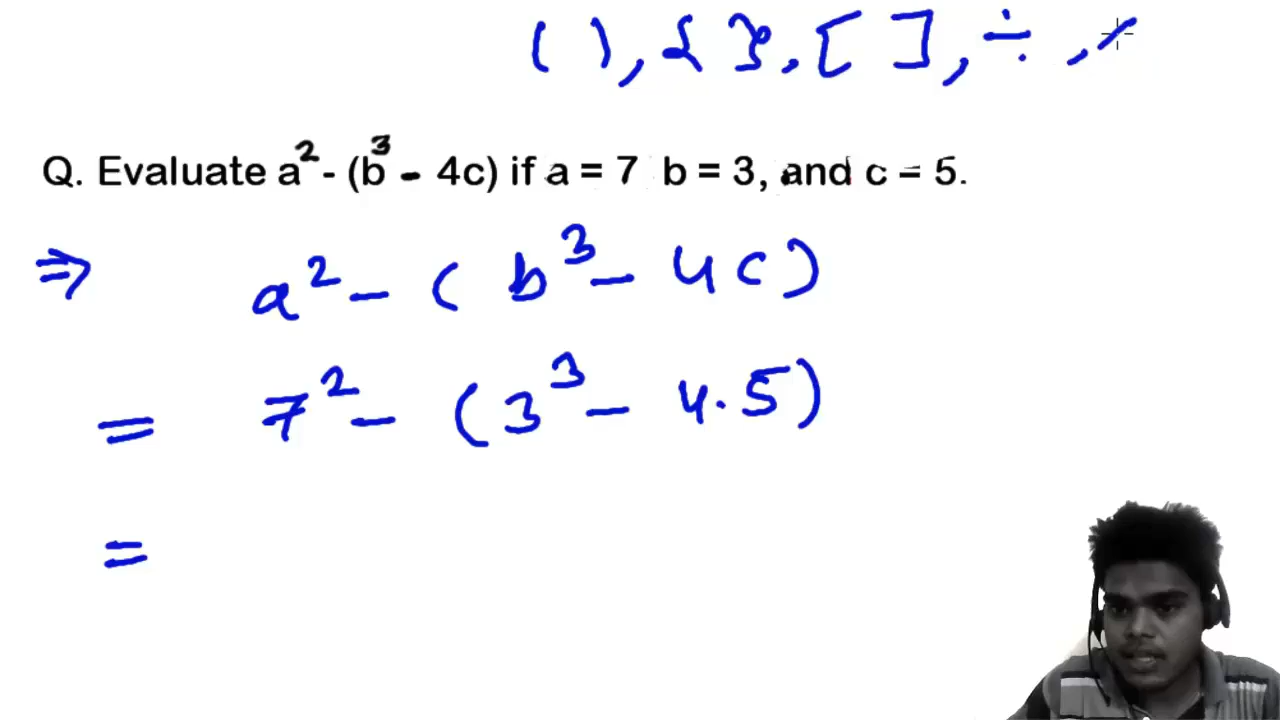 ( ), { }, [ ], ÷ ,
Q. Evaluate a² - (b³ - 4c) if a = 7 b = 3, and c = 5.
⇒ a² - ( b³ - 4c)
= 7² - (3³ - 4.5)
=